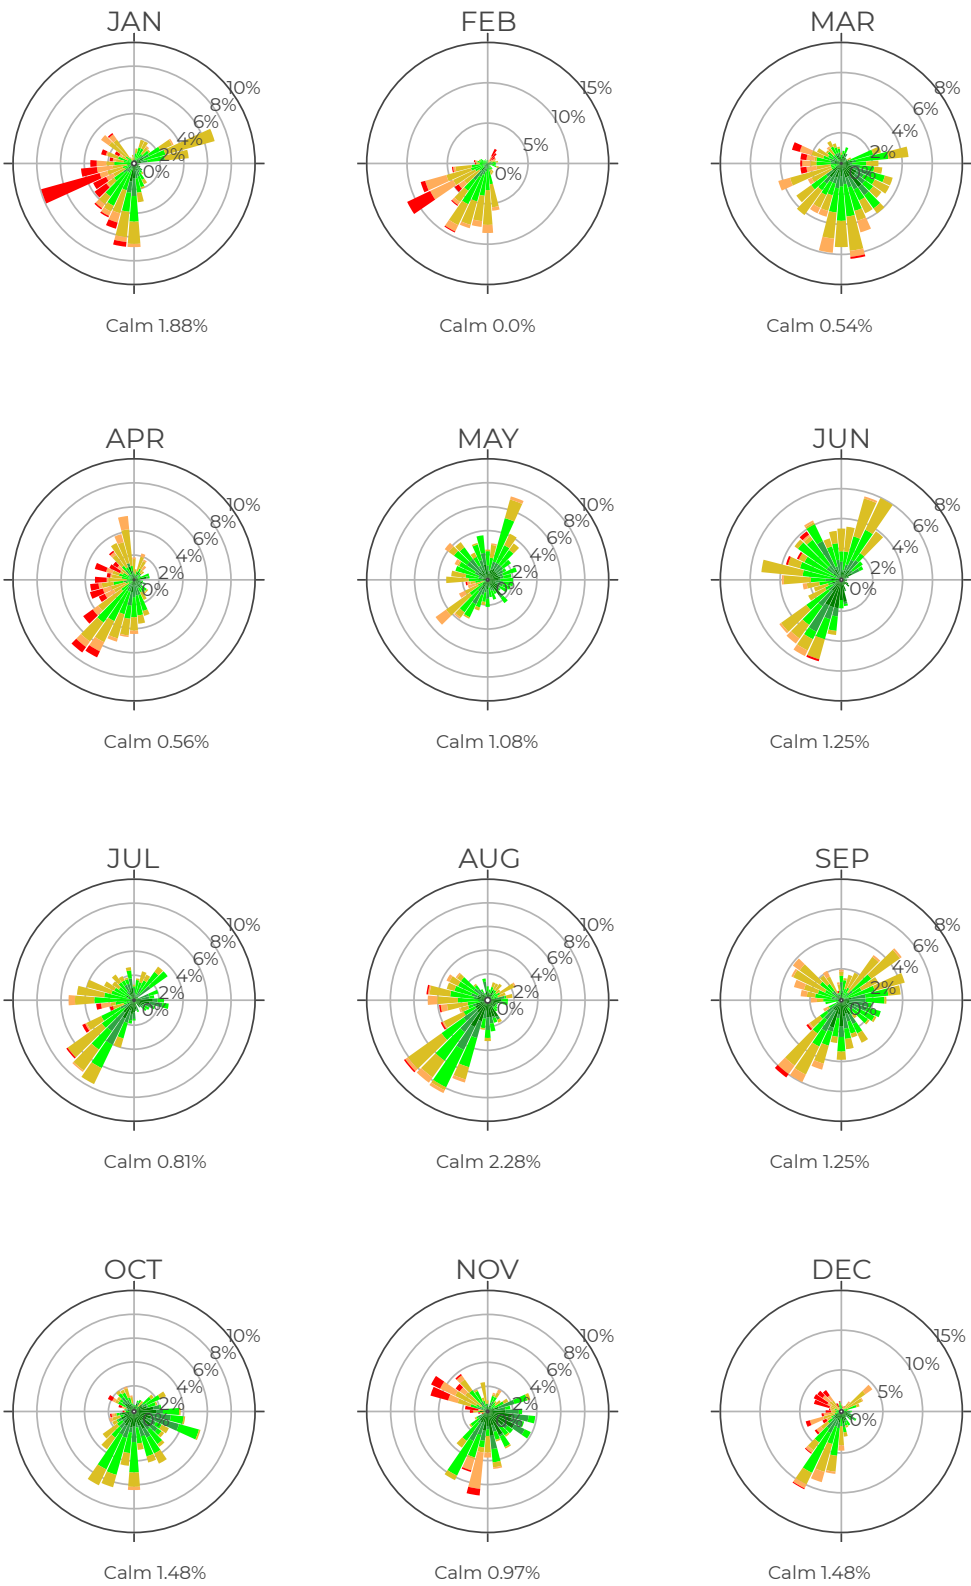 JAN
10%
8%
6%
4%
2%
0%
Calm 1.88%
FEB
15%
10%
5%
0%
Calm 0.0%
MAR
8%
6%
4%
2%
0%
Calm 0.54%
APR
10%
8%
6%
4%
2%
0%
Calm 0.56%
MAY
10%
8%
6%
4%
2%
0%
Calm 1.08%
JUN
8%
6%
4%
2%
0%
Calm 1.25%
JUL
10%
8%
6%
4%
2%
0%
Calm 0.81%
AUG
10%
8%
6%
4%
2%
0%
Calm 2.28%
SEP
8%
6%
4%
2%
0%
Calm 1.25%
OCT
10%
8%
6%
4%
2%
0%
Calm 1.48%
NOV
10%
8%
6%
4%
2%
0%
Calm 0.97%
DEC
15%
10%
5%
0%
Calm 1.48%